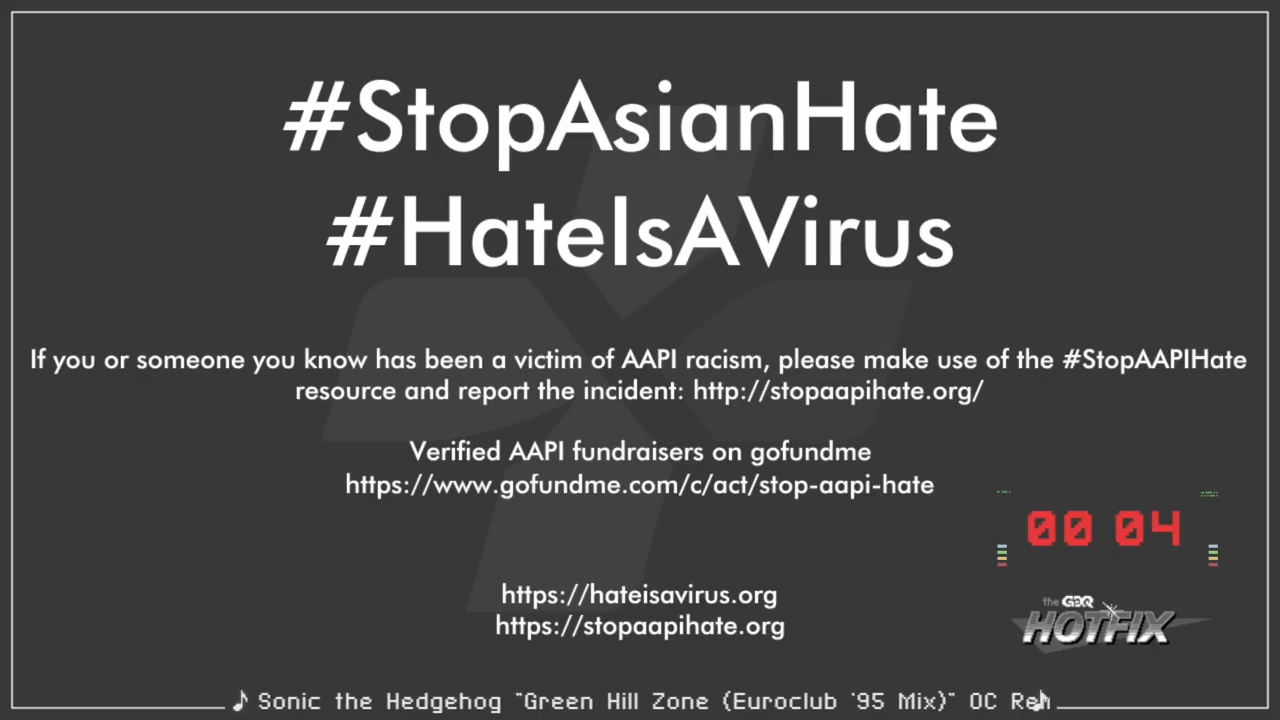 #StopAsianHate
#HateIsAVirus
If you or someone you know has been a victim of AAPI racism, please make use of the #StopAAPIHate
resource and report the incident: http://stopaapihate.org/
Verified AAPI fundraisers on gofundme
https://www.gofundme.com/c/act/stop-aapi-hate
00 04
https://hateisavirus.org
https://stopaapihate.org
the GDQ
HOTFIX
Sonic the Hedgehog "Green Hill Zone (Euroclub '95 Mix)" OC